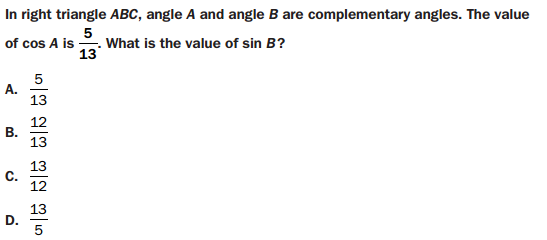 In right triangle ABC, angle A and angle B are complementary angles. The value
of cos A is 5/13. What is the value of sin B?
A. 5/13
B. 12/13
C. 13/12
D. 13/5